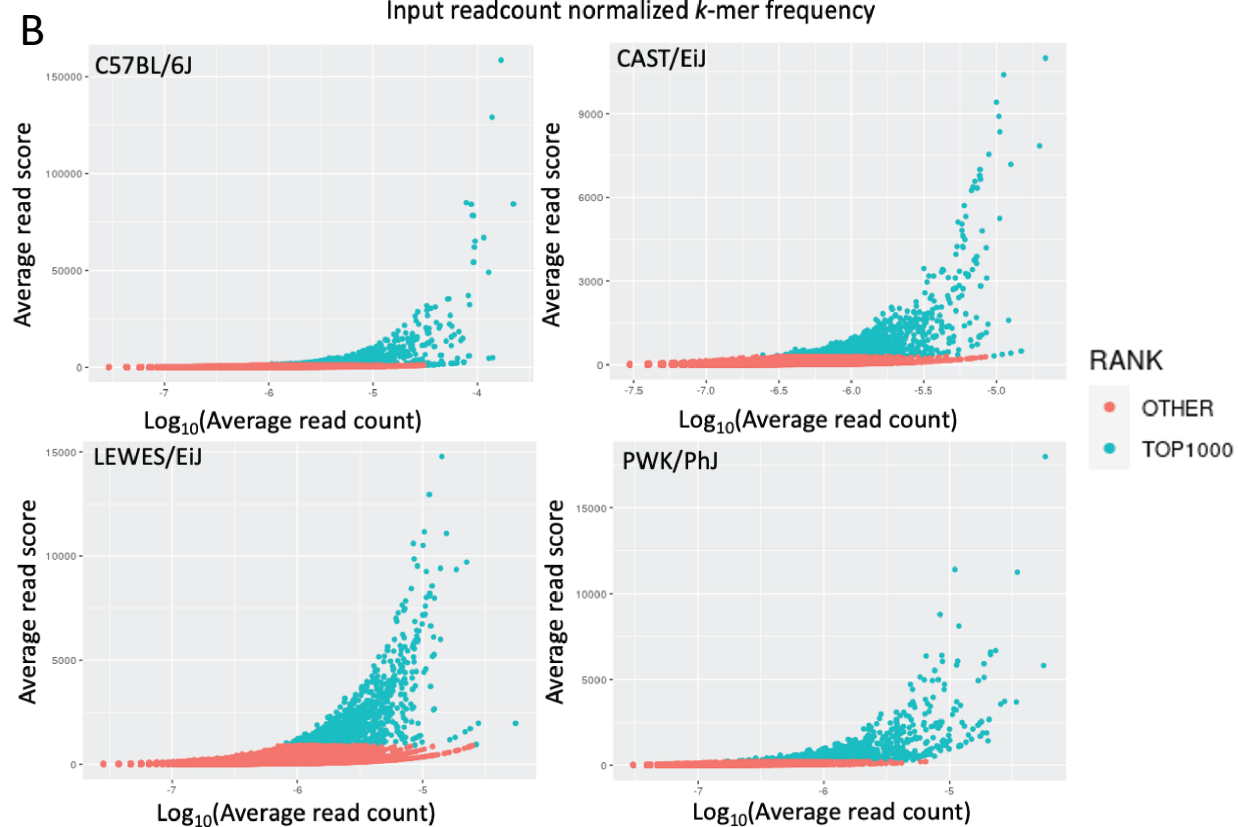 Input readcount normalized k-mer frequency
B
C57BL/6J
Average read score
150000
100000
50000
0
-7
-6
-5
-4
Log10(Average read count)
CAST/EiJ
Average read score
9000
6000
3000
0
-7.5
-7.0
-6.5
-6.0
-5.5
-5.0
Log10(Average read count)
LEWES/EiJ
Average read score
15000
10000
5000
0
-7
-6
-5
Log10(Average read count)
PWK/PhJ
Average read score
15000
10000
5000
0
-7
-6
-5
Log10(Average read count)
RANK
OTHER
TOP1000